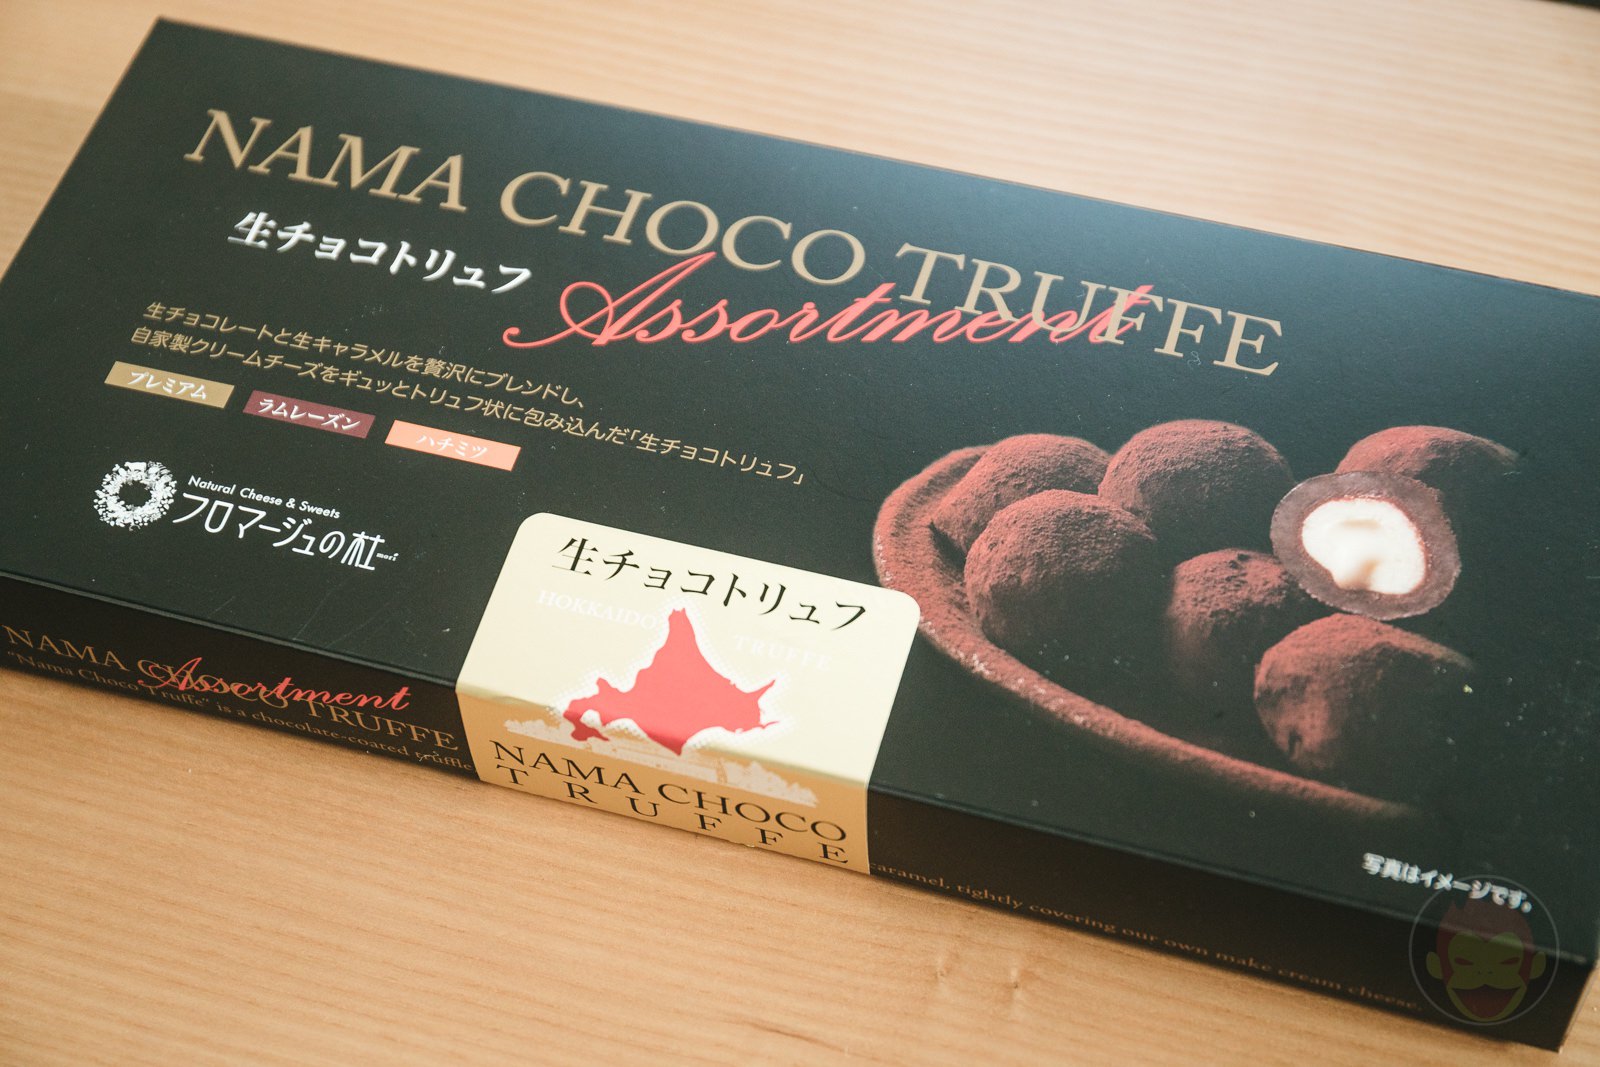 NAMA CHOCO TRUFFE
生チョコトリュフ
Assortment
生チョコレートと生キャラメルを贅沢にブレンドし、
自家製クリームチーズをギュッとトリュフ状に包み込んだ「生チョコトリュフ」
プレミアム
ラムレーズン
ハチミツ
Natural Cheese & Sweets
フロマージュの杜
mori
生チョコトリュフ
HOKKAIDO
TRUFFE
NAMA CHOCO
TRUFFE
写真はイメージです。
NAMA CHOCO TRUFFE
Assortment
"Nama Choco Truffe" is a chocolate-coated truffle
caramel, tightly covering our own make cream cheese.